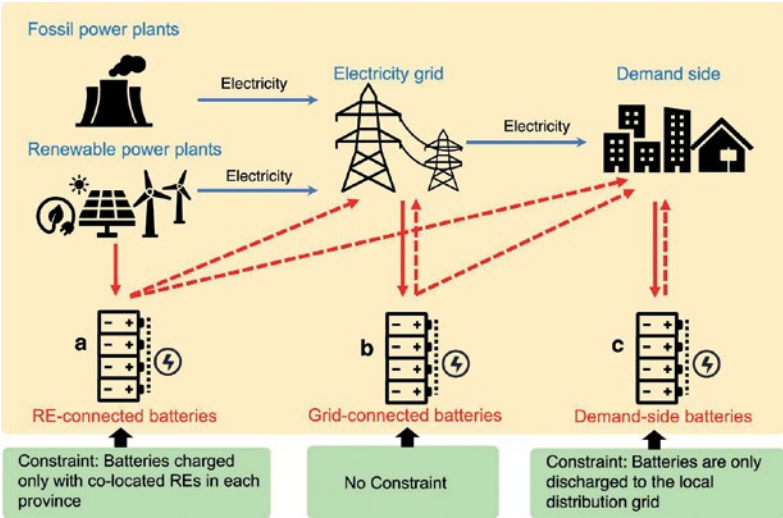 Fossil power plants
Electricity grid
Demand side
Electricity
Electricity
Renewable power plants
Electricity
a
b
c
RE-connected batteries
Grid-connected batteries
Demand-side batteries
Constraint: Batteries charged
only with co-located REs in each
province
No Constraint
Constraint: Batteries are only
discharged to the local
distribution grid